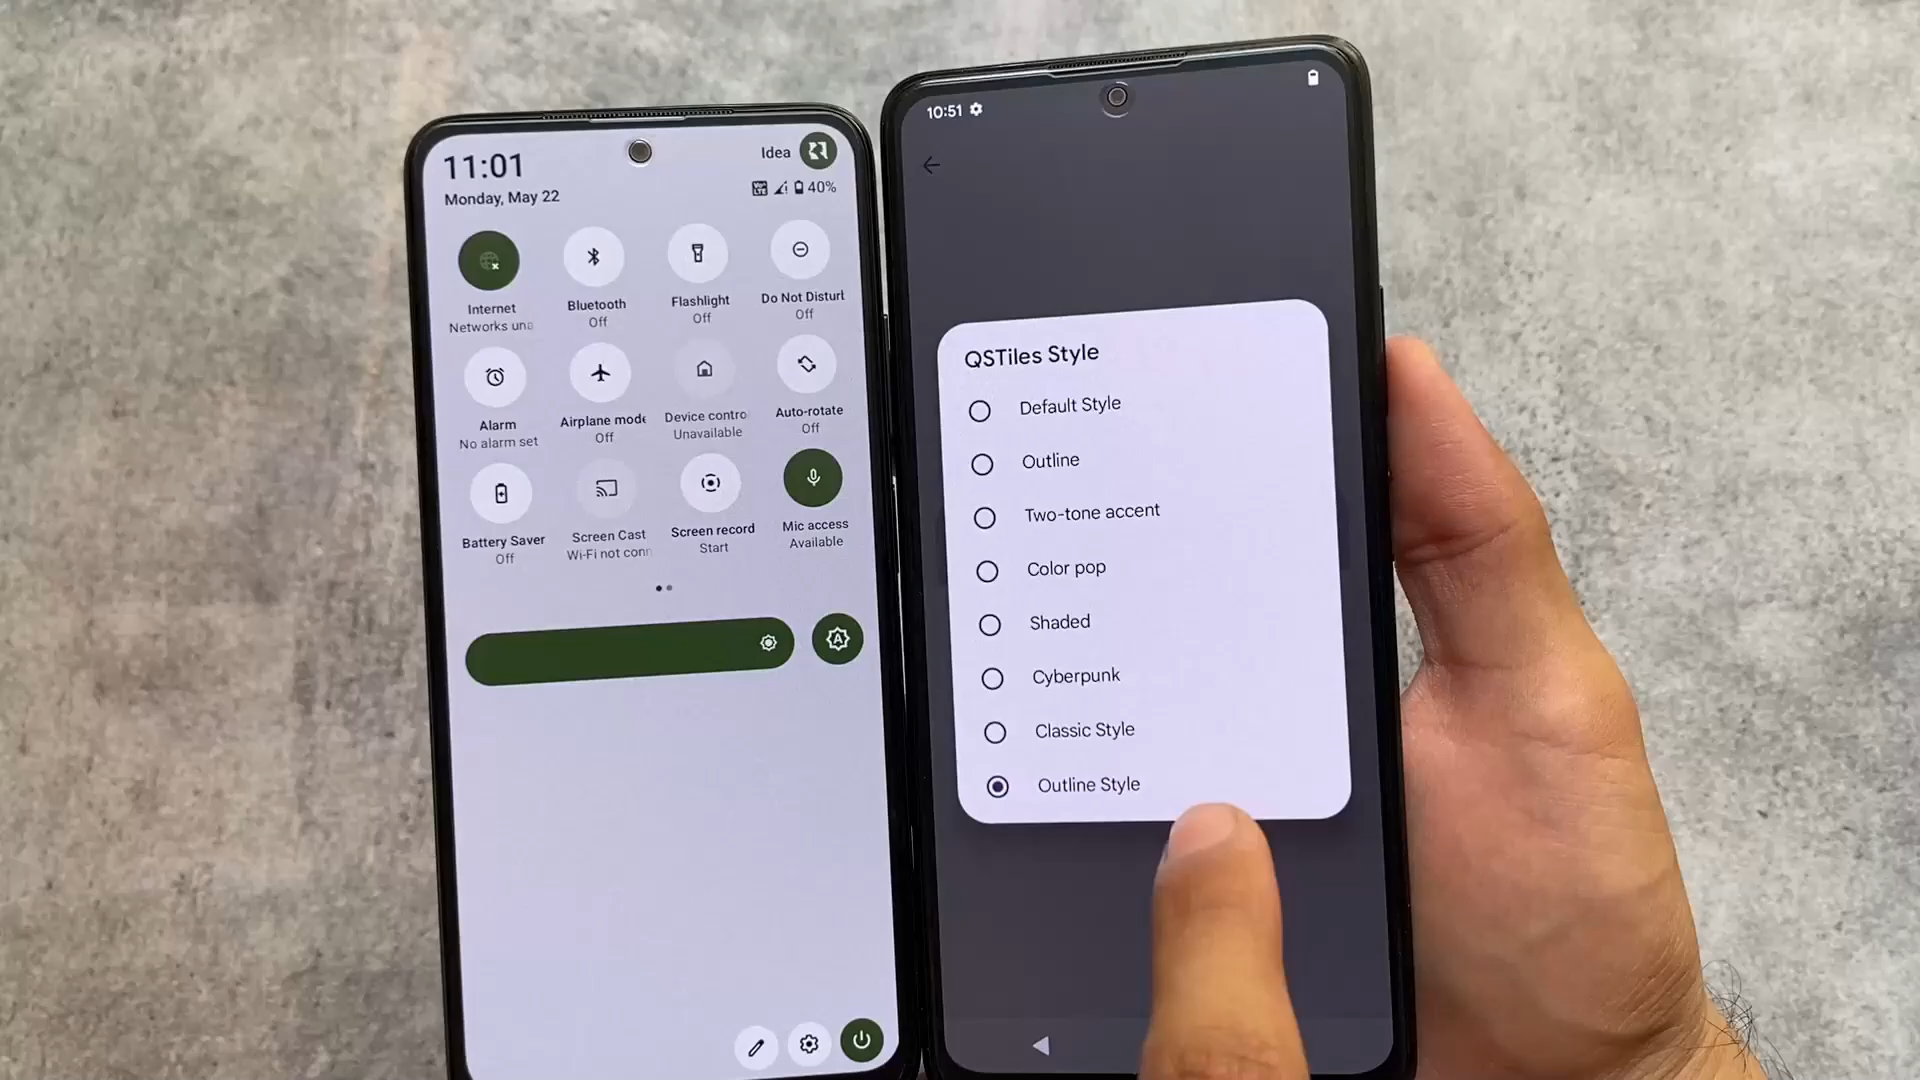 11:01
Monday, May 22
Idea
40%
Internet
Networks una
Bluetooth
Off
Flashlight
Off
Do Not Disturb
Off
Alarm
No alarm set
Airplane mode
Off
Device contro
Unavailable
Auto-rotate
Off
Battery Saver
Off
Screen Cast
Wi-Fi not conn
Screen record
Start
Mic access
Available
A
10:51
QSTiles Style
Default Style
Outline
Two-tone accent
Color pop
Shaded
Cyberpunk
Classic Style
Outline Style